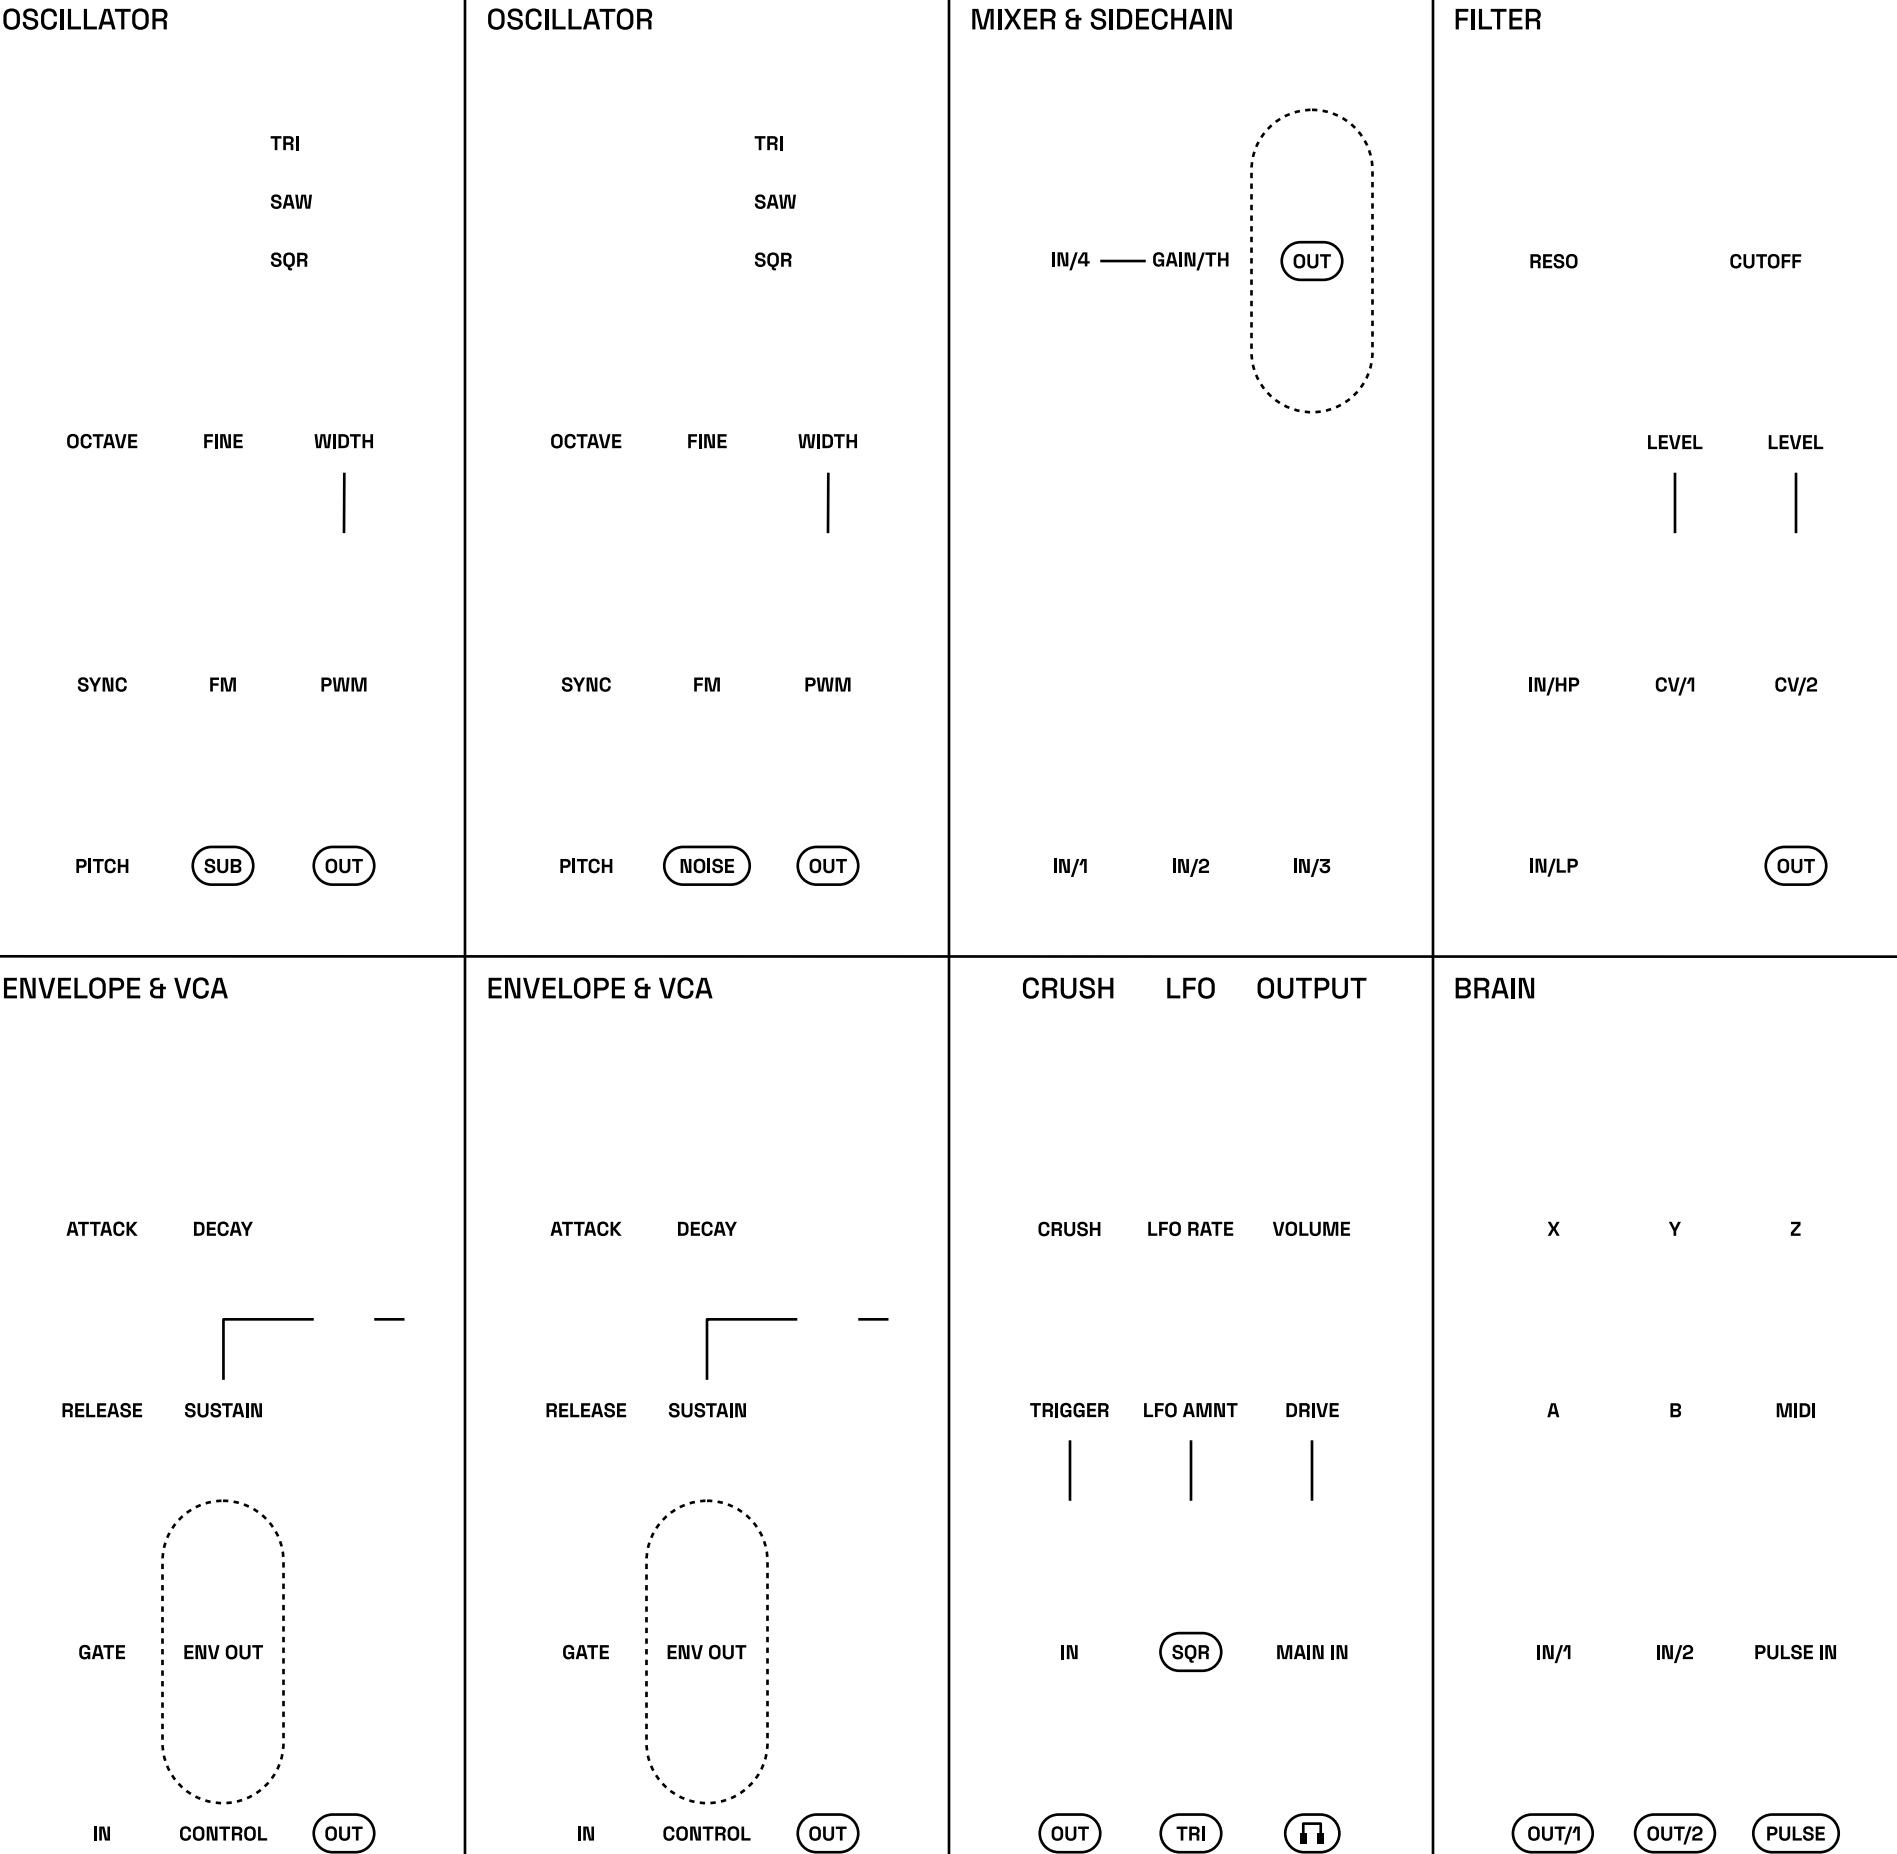 OSCILLATOR
TRI
SAW
SQR
OCTAVE FINE WIDTH
SYNC FM PWM
PITCH SUB OUT
OSCILLATOR
TRI
SAW
SQR
OCTAVE FINE WIDTH
SYNC FM PWM
PITCH NOISE OUT
MIXER & SIDECHAIN
IN/4 GAIN/TH OUT
IN/1 IN/2 IN/3
FILTER
RESO CUTOFF
LEVEL LEVEL
IN/HP CV/1 CV/2
IN/LP OUT
ENVELOPE & VCA
ATTACK DECAY
RELEASE SUSTAIN
GATE ENV OUT
IN CONTROL OUT
ENVELOPE & VCA
ATTACK DECAY
RELEASE SUSTAIN
GATE ENV OUT
IN CONTROL OUT
CRUSH LFO OUTPUT
CRUSH LFO RATE VOLUME
TRIGGER LFO AMNT DRIVE
IN SQR MAIN IN
OUT TRI
BRAIN
X Y Z
A B MIDI
IN/1 IN/2 PULSE IN
OUT/1 OUT/2 PULSE